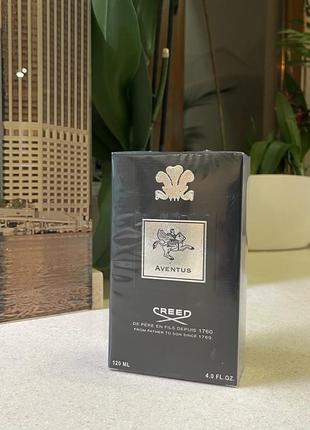 AVENTUS
CREED
DE PÈRE EN FILS DEPUIS 1760
FROM FATHER TO SON SINCE 1760
120 ML
4.0 FL.OZ.